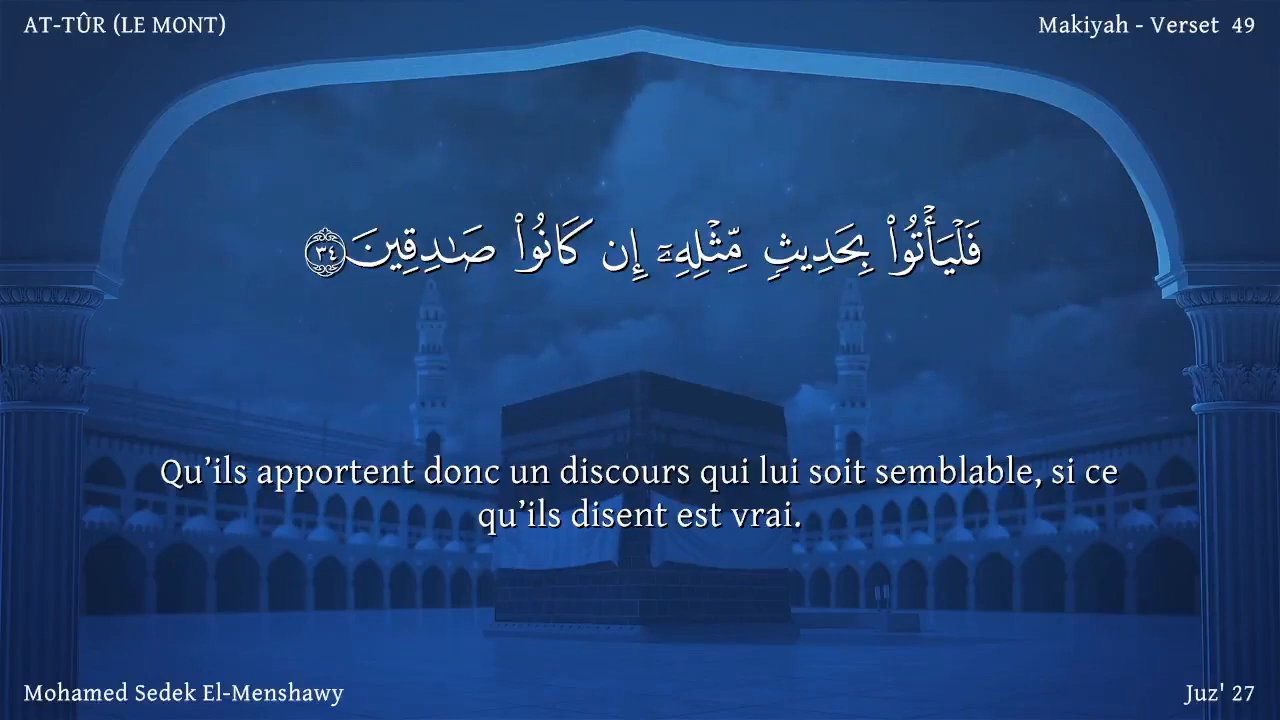 AT-TÛR (LE MONT)
Makiyah - Verset 49
فَلْيَأْتُوا۟ بِحَدِيثٍ مِّثْلِهِۦٓ إِن كَانُوا۟ صَـٰدِقِينَ ٣٤
Qu’ils apportent donc un discours qui lui soit semblable, si ce
qu’ils disent est vrai.
Mohamed Sedek El-Menshawy
Juz' 27